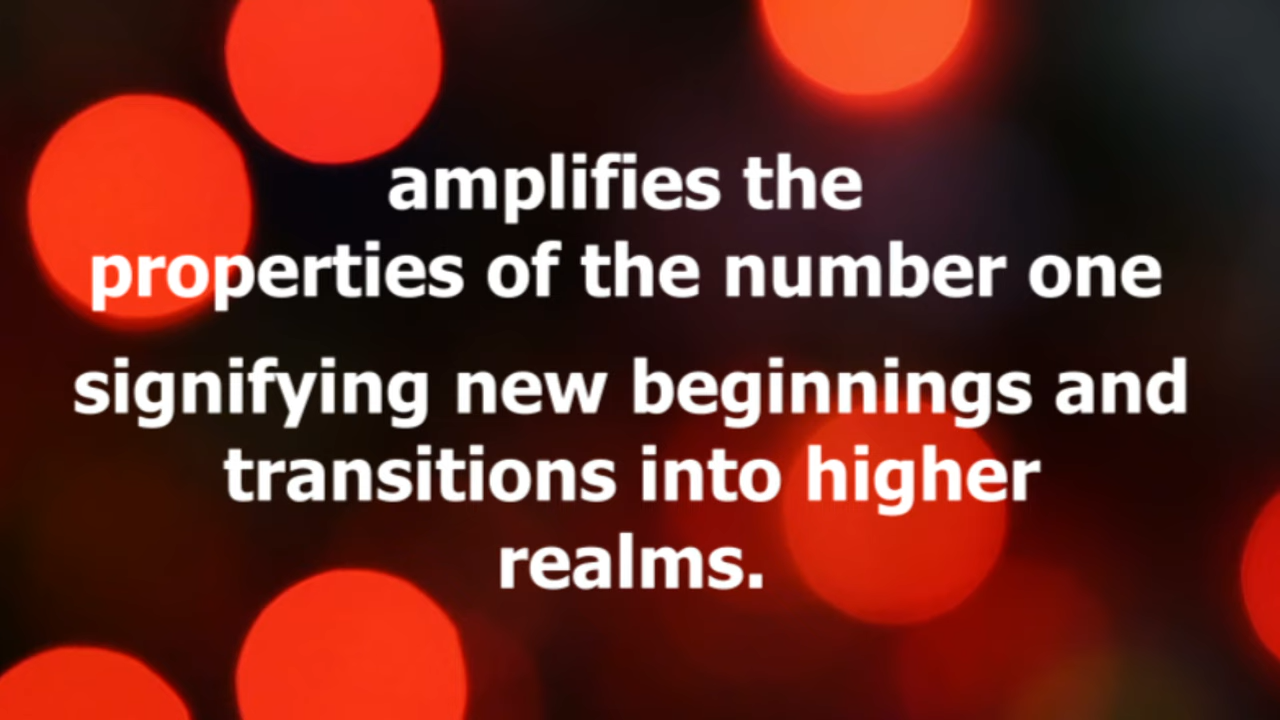 amplifies the
properties of the number one
signifying new beginnings and
transitions into higher
realms.